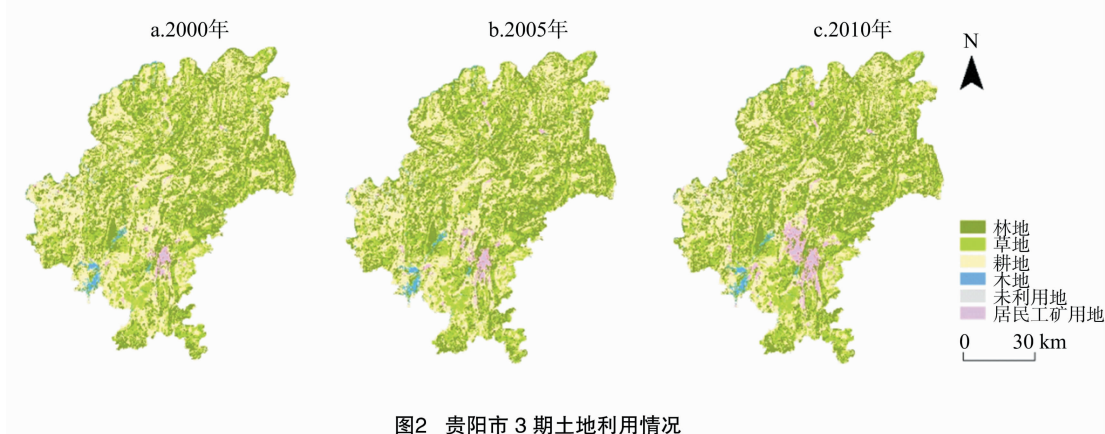 a.2000年
b.2005年
c.2010年
N
林地
草地
耕地
木地
未利用地
居民工矿用地
0 30 km
图2 贵阳市 3 期土地利用情况